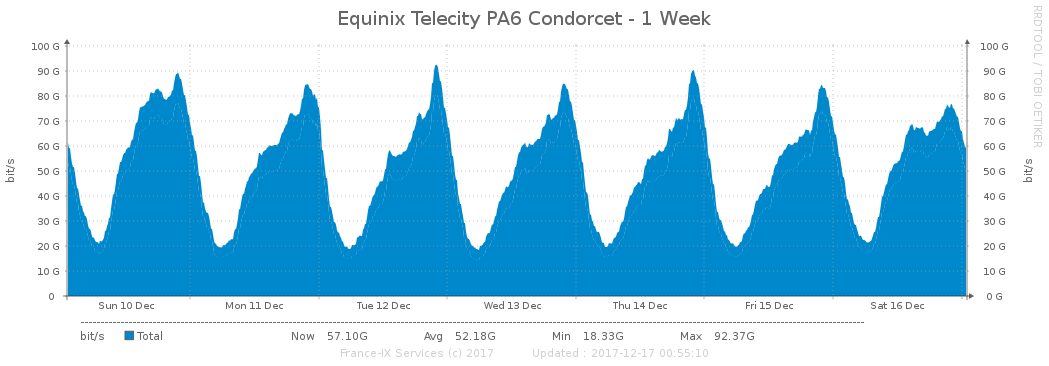 Equinix Telecity PA6 Condorcet - 1 Week
RRDTOOL / TOBI OETIKER
100 G 100 G
90 G 90 G
80 G 80 G
70 G 70 G
60 G 60 G
50 G 50 G
40 G 40 G
30 G 30 G
20 G 20 G
10 G 10 G
0 0 G
bit/s bit/s
Sun 10 Dec Mon 11 Dec Tue 12 Dec Wed 13 Dec Thu 14 Dec Fri 15 Dec Sat 16 Dec
bit/s Total Now 57.10G Avg 52.18G Min 18.33G Max 92.37G
France-IX Services (c) 2017 Updated : 2017-12-17 00:55:10